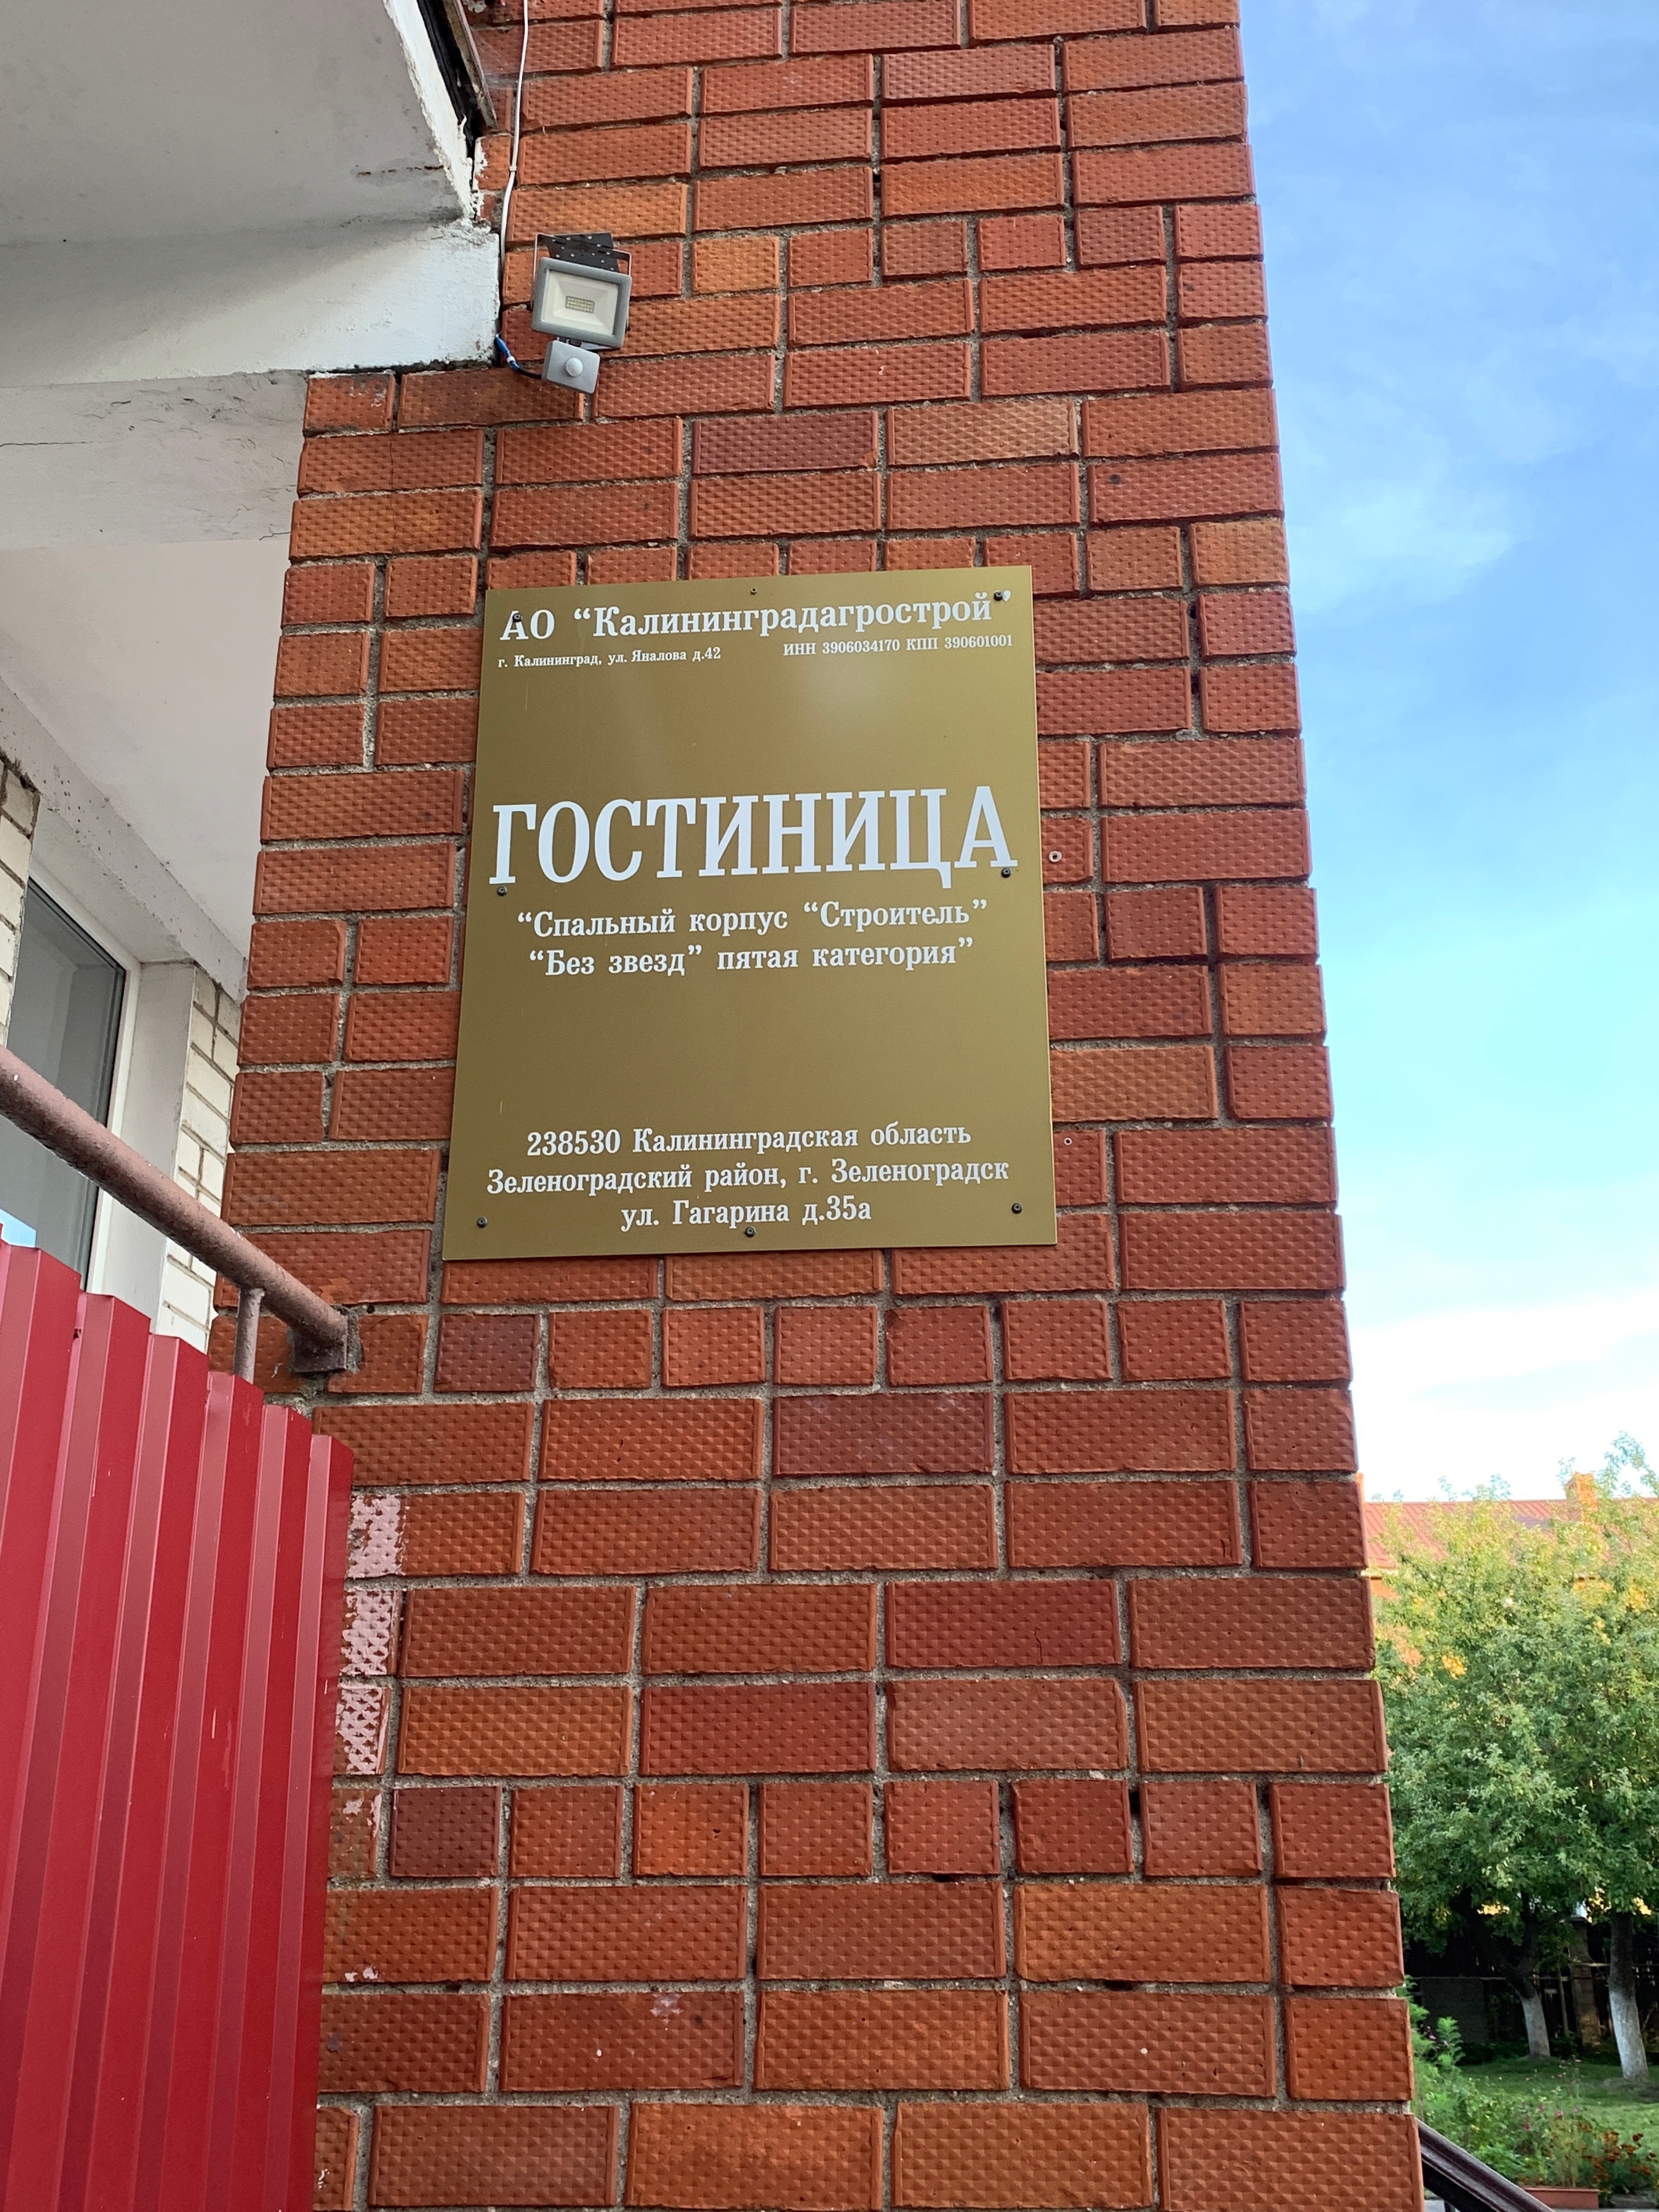 АО “Калининградагрострой”
г. Калининград, ул. Яналова д.42 ИНН 3906034170 КПП 390601001
ГОСТИНИЦА
“Спальный корпус “Строитель”
“Без звезд” пятая категория”
238530 Калининградская область
Зеленоградский район, г. Зеленоградск
ул. Гагарина д.35а